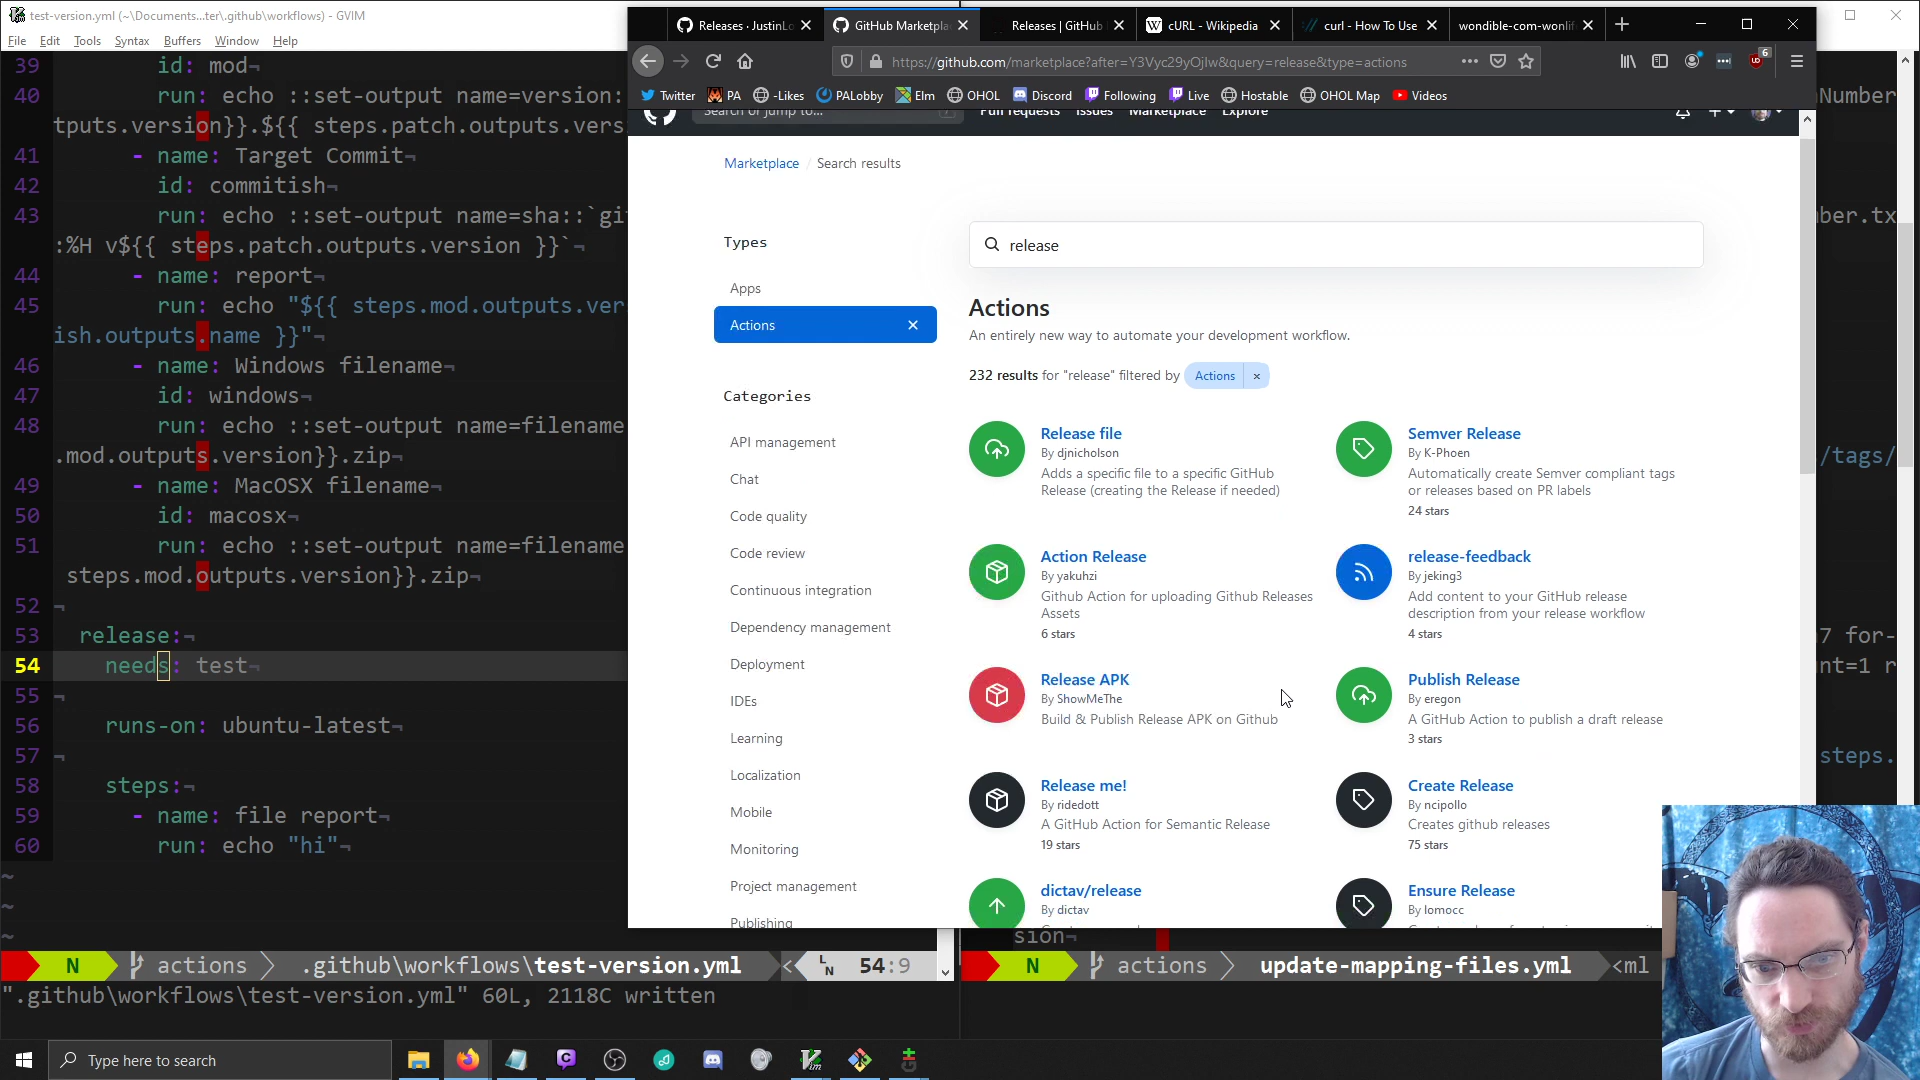 test-version.yml (~\Documents...ter\.github\workflows) - GVIM
File Edit Tools Syntax Buffers Window Help
39 id: mod¬
40 run: echo ::set-output name=version:
tputs.version}}.${{ steps.patch.outputs.vers
41 - name: Target Commit¬
42 id: commitish¬
43 run: echo ::set-output name=sha::`gi
:%H v${{ steps.patch.outputs.version }}`¬
44 - name: report¬
45 run: echo "${{ steps.mod.outputs.ver
ish.outputs.name }}"¬
46 - name: Windows filename¬
47 id: windows¬
48 run: echo ::set-output name=filename
.mod.outputs.version}}.zip¬
49 - name: MacOSX filename¬
50 id: macosx¬
51 run: echo ::set-output name=filename
steps.mod.outputs.version}}.zip¬
52 ¬
53 release:¬
54 needs: test¬
55 ¬
56 runs-on: ubuntu-latest¬
57 ¬
58 steps:¬
59 - name: file report¬
60 run: echo "hi"¬
~
~
~
N actions .github\workflows\test-version.yml < LN 54:9
".github\workflows\test-version.yml" 60L, 2118C written
Releases · JustinLo
GitHub Marketpla
Releases | GitHub
cURL - Wikipedia
curl - How To Use
wondible-com-wonlif
https://github.com/marketplace?after=Y3Vyc29yOjIw&query=release&type=actions
6
Twitter PA -Likes PALobby Elm OHOL Discord Following Live Hostable OHOL Map Videos
Search or jump to...
Pull requests Issues Marketplace Explore
Marketplace / Search results
Types
Apps
Actions
Categories
API management
Chat
Code quality
Code review
Continuous integration
Dependency management
Deployment
IDEs
Learning
Localization
Mobile
Monitoring
Project management
Publishing
release
Actions
An entirely new way to automate your development workflow.
232 results for "release" filtered by Actions ×
Release file
By djnicholson
Adds a specific file to a specific GitHub
Release (creating the Release if needed)
Semver Release
By K-Phoen
Automatically create Semver compliant tags
or releases based on PR labels
24 stars
Action Release
By yakuhzi
Github Action for uploading Github Releases
Assets
6 stars
release-feedback
By jeking3
Add content to your GitHub release
description from your release workflow
4 stars
Release APK
By ShowMeThe
Build & Publish Release APK on Github
Publish Release
By eregon
A GitHub Action to publish a draft release
3 stars
Release me!
By ridedott
A GitHub Action for Semantic Release
19 stars
Create Release
By ncipollo
Creates github releases
75 stars
dictav/release
By dictav
Ensure Release
By lomocc
aNumber
ber.tx
/tags/
7 for-
nt=1 r
steps.
sion¬
N actions update-mapping-files.yml <ml
Type here to search